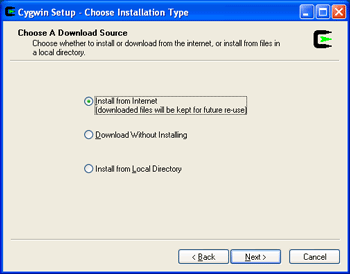 Cygwin Setup - Choose Installation Type
Choose A Download Source
Choose whether to install or download from the internet, or install from files in
a local directory.
Install from Internet
(downloaded files will be kept for future re-use)
Download Without Installing
Install from Local Directory
< Back
Next >
Cancel